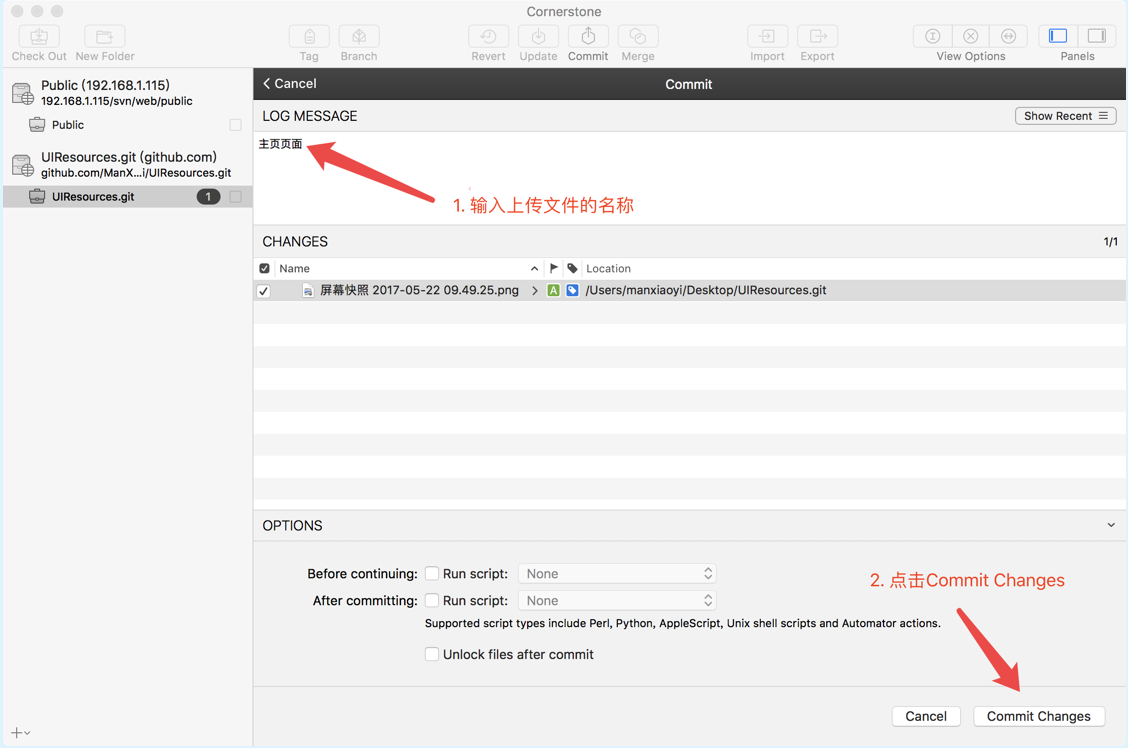 Cornerstone
Check Out New Folder Tag Branch Revert Update Commit Merge Import Export View Options Panels
Public (192.168.1.115)
192.168.1.115/svn/web/public
Public
UIResources.git (github.com)
github.com/ManX...i/UIResources.git
UIResources.git 1
Cancel Commit
LOG MESSAGE Show Recent
主页页面
1. 输入上传文件的名称
CHANGES 1/1
Name Location
屏幕快照 2017-05-22 09.49.25.png A /Users/manxiaoyi/Desktop/UIResources.git
OPTIONS
Before continuing: Run script: None
After committing: Run script: None
Supported script types include Perl, Python, AppleScript, Unix shell scripts and Automator actions.
Unlock files after commit
2. 点击Commit Changes
Cancel Commit Changes